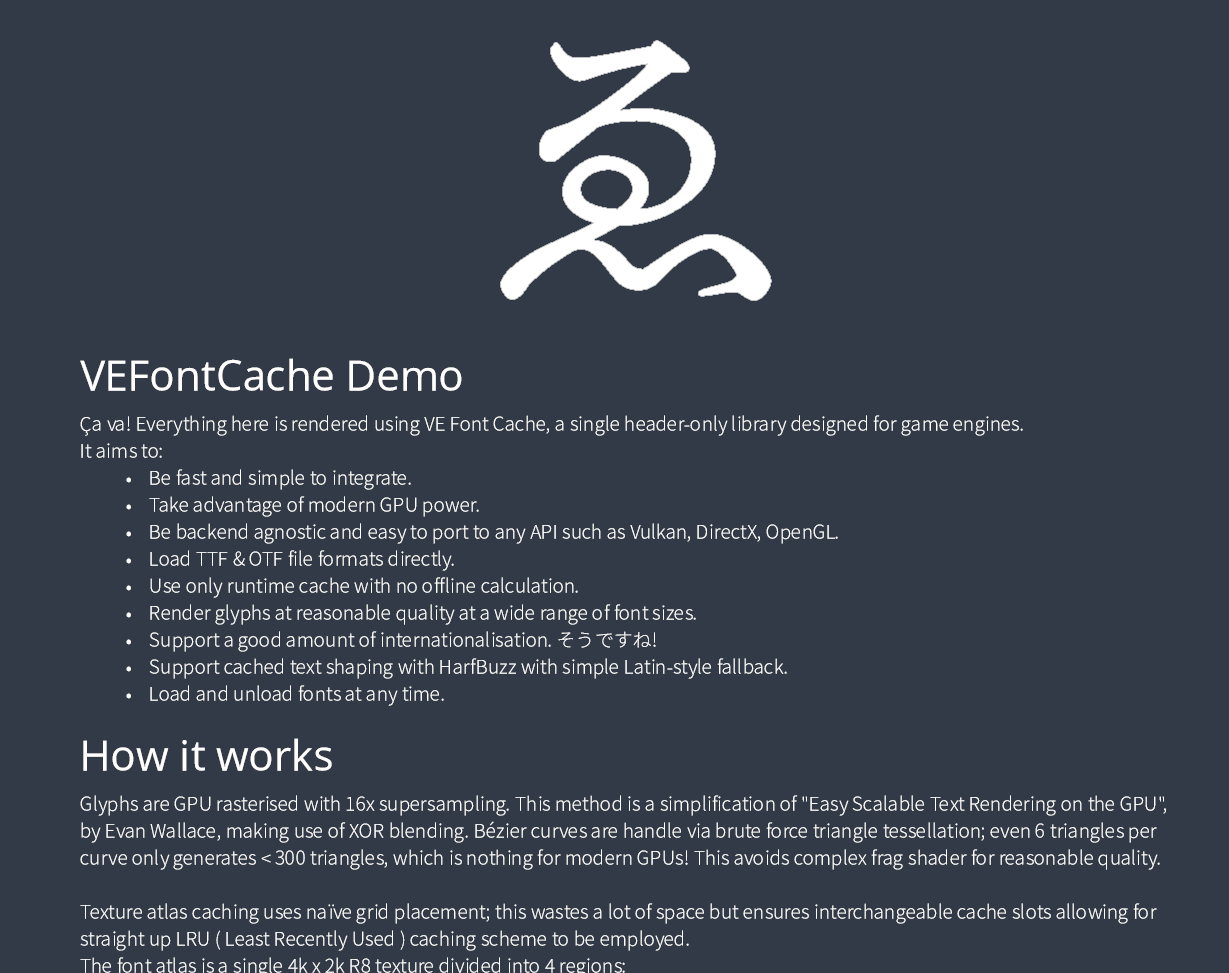 ゑ
VEFontCache Demo
Ça va! Everything here is rendered using VE Font Cache, a single header-only library designed for game engines.
It aims to:
• Be fast and simple to integrate.
• Take advantage of modern GPU power.
• Be backend agnostic and easy to port to any API such as Vulkan, DirectX, OpenGL.
• Load TTF & OTF file formats directly.
• Use only runtime cache with no offline calculation.
• Render glyphs at reasonable quality at a wide range of font sizes.
• Support a good amount of internationalisation. そうですね!
• Support cached text shaping with HarfBuzz with simple Latin-style fallback.
• Load and unload fonts at any time.
How it works
Glyphs are GPU rasterised with 16x supersampling. This method is a simplification of "Easy Scalable Text Rendering on the GPU",
by Evan Wallace, making use of XOR blending. Bézier curves are handle via brute force triangle tessellation; even 6 triangles per
curve only generates < 300 triangles, which is nothing for modern GPUs! This avoids complex frag shader for reasonable quality.
Texture atlas caching uses naïve grid placement; this wastes a lot of space but ensures interchangeable cache slots allowing for
straight up LRU ( Least Recently Used ) caching scheme to be employed.
The font atlas is a single 4k x 2k R8 texture divided into 4 regions: